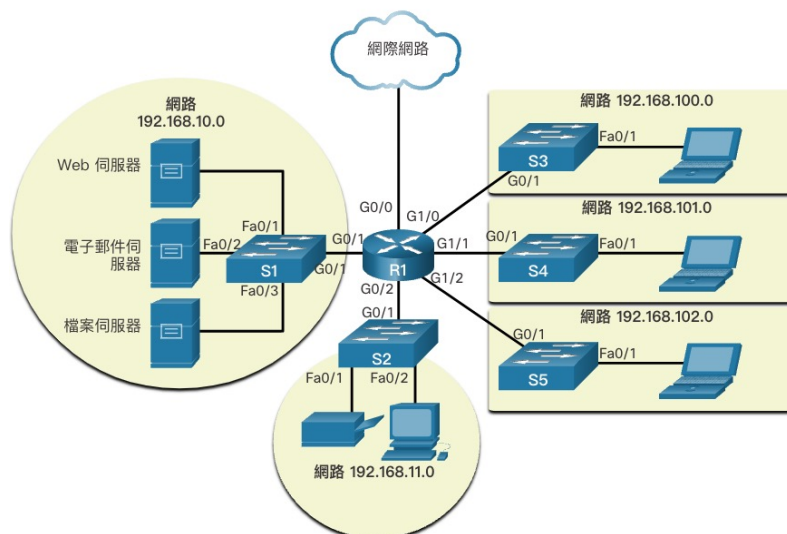 網際網路
網路
192.168.10.0
Web 伺服器
電子郵件伺
服器
檔案伺服器
Fa0/1
Fa0/2
Fa0/3
S1
G0/1
G0/1
G0/0
G1/0
G1/1
G1/2
R1
G0/2
G0/1
S2
Fa0/1
Fa0/2
網路 192.168.11.0
網路 192.168.100.0
S3
G0/1
Fa0/1
網路 192.168.101.0
G0/1
S4
Fa0/1
網路 192.168.102.0
G0/1
S5
Fa0/1